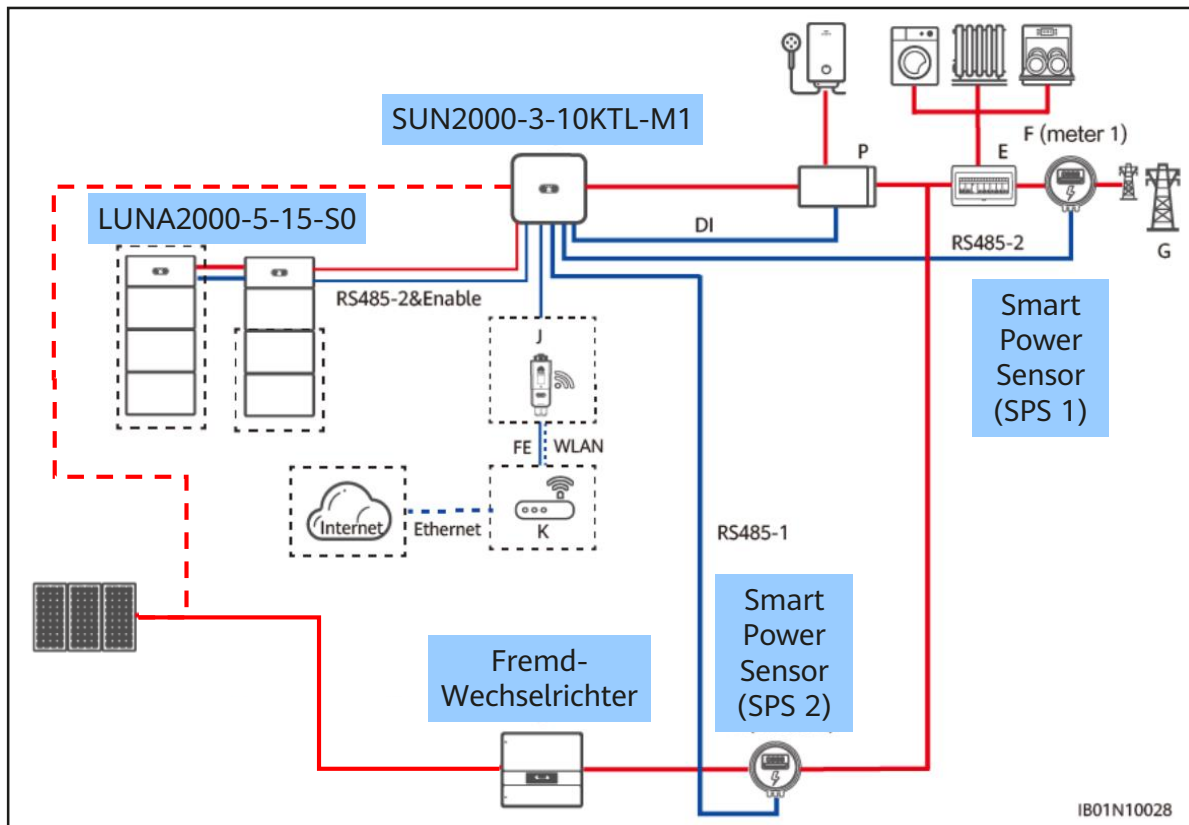 SUN2000-3-10KTL-M1
F (meter 1)
P
E
LUNA2000-5-15-S0
DI
RS485-2
G
RS485-2&Enable
Smart
Power
Sensor
(SPS 1)
J
FE
WLAN
Internet
Ethernet
K
RS485-1
Smart
Power
Sensor
(SPS 2)
Fremd-
Wechselrichter
IB01N10028